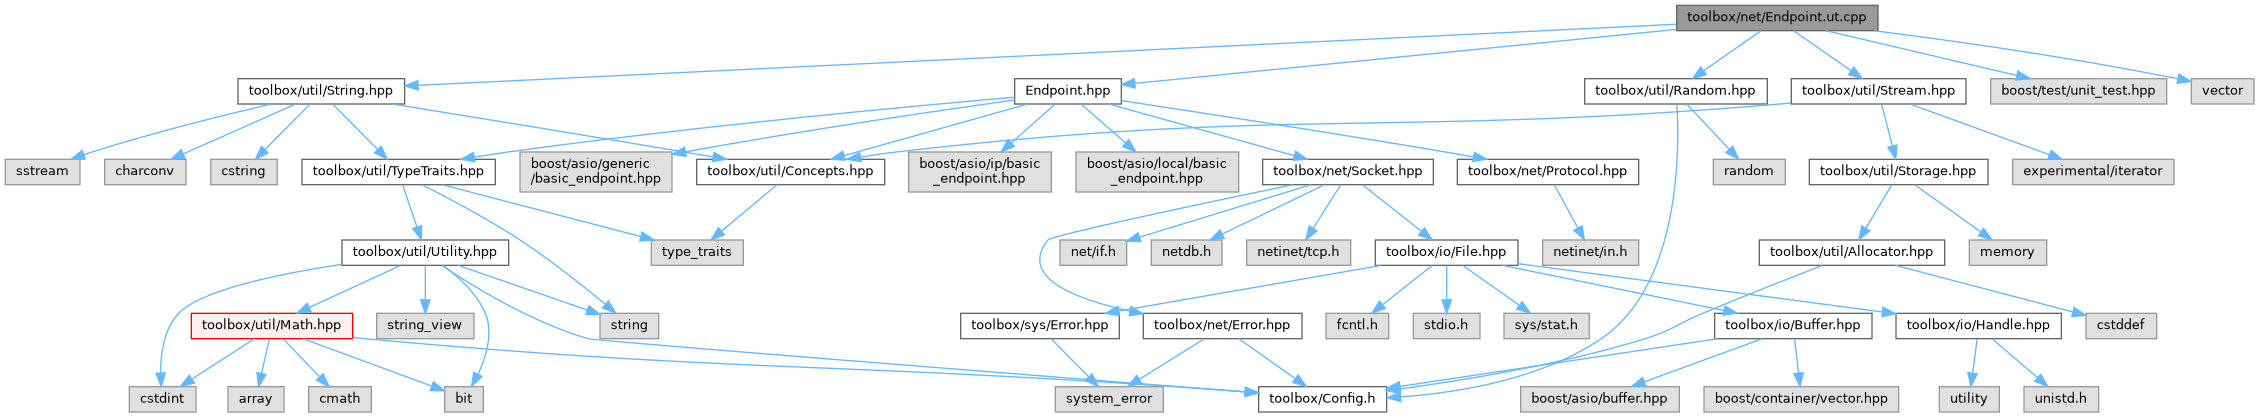 toolbox/net/Endpoint.ut.cpp
toolbox/util/String.hpp
Endpoint.hpp
toolbox/util/Random.hpp
toolbox/util/Stream.hpp
boost/test/unit_test.hpp
vector
sstream
charconv
cstring
toolbox/util/TypeTraits.hpp
boost/asio/generic
/basic_endpoint.hpp
toolbox/util/Concepts.hpp
boost/asio/ip/basic
_endpoint.hpp
boost/asio/local/basic
_endpoint.hpp
toolbox/net/Socket.hpp
toolbox/net/Protocol.hpp
random
toolbox/util/Storage.hpp
experimental/iterator
toolbox/util/Utility.hpp
type_traits
net/if.h
netdb.h
netinet/tcp.h
toolbox/io/File.hpp
netinet/in.h
toolbox/util/Allocator.hpp
memory
toolbox/util/Math.hpp
string_view
string
toolbox/sys/Error.hpp
toolbox/net/Error.hpp
fcntl.h
stdio.h
sys/stat.h
toolbox/io/Buffer.hpp
toolbox/io/Handle.hpp
cstddef
cstdint
array
cmath
bit
system_error
toolbox/Config.h
boost/asio/buffer.hpp
boost/container/vector.hpp
utility
unistd.h